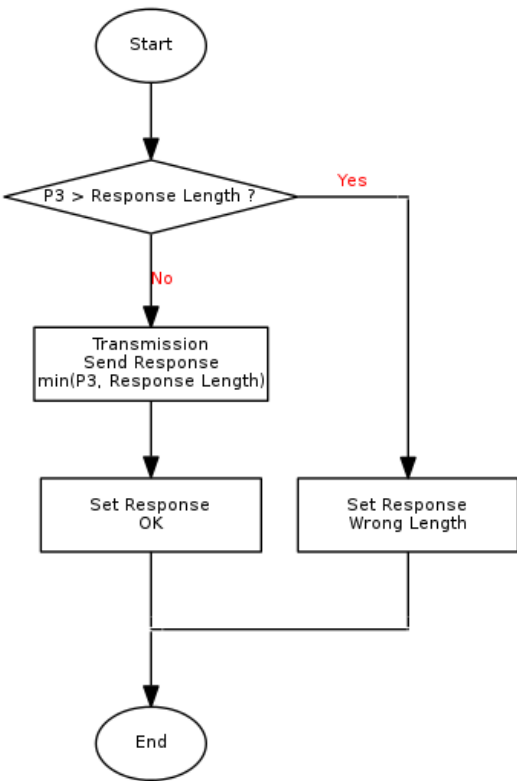 Start
P3 > Response Length ?
Yes
No
Transmission
Send Response
min(P3, Response Length)
Set Response
OK
Set Response
Wrong Length
End